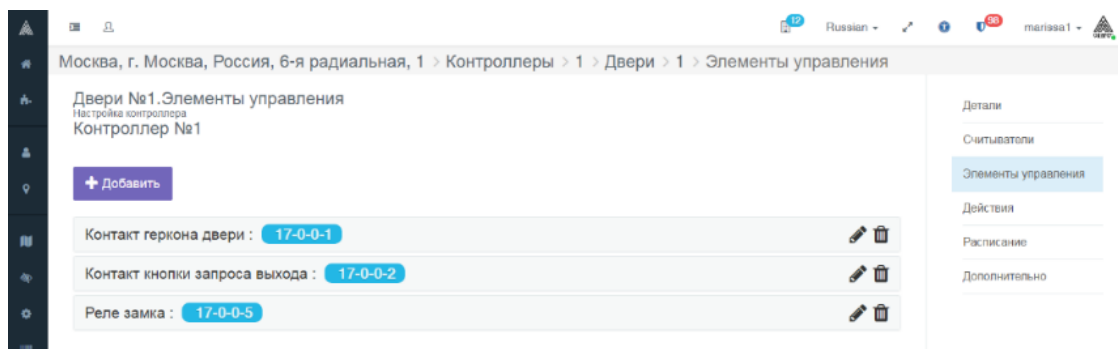 12
Russian
98
marissa1
Москва, г. Москва, Россия, 6-я радиальная, 1 > Контроллеры > 1 > Двери > 1 > Элементы управления
Двери №1.Элементы управления
Настройка контроллера
Контроллер №1
Добавить
Контакт геркона двери : 17-0-0-1
Контакт кнопки запроса выхода : 17-0-0-2
Реле замка : 17-0-0-5
Детали
Считыватели
Элементы управления
Действия
Расписание
Дополнительно